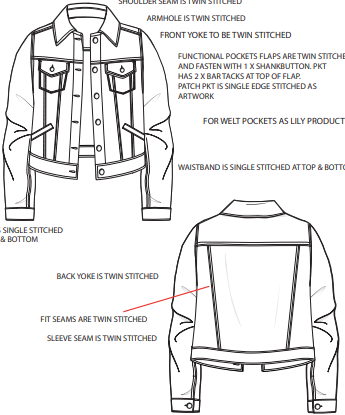 SHOULDER SEAM IS TWIN STITCHED
ARMHOLE IS TWIN STITCHED
FRONT YOKE TO BE TWIN STITCHED
FUNCTIONAL POCKETS FLAPS ARE TWIN STITCHE
AND FASTEN WITH 1 X SHANKBUTTON. PKT
HAS 2 X BARTACKS AT TOP OF FLAP.
PATCH PKT IS SINGLE EDGE STITCHED AS
ARTWORK
FOR WELT POCKETS AS LILY PRODUCT
WAISTBAND IS SINGLE STITCHED AT TOP & BOTTO
SINGLE STITCHED
& BOTTOM
BACK YOKE IS TWIN STITCHED
FIT SEAMS ARE TWIN STITCHED
SLEEVE SEAM IS TWIN STITCHED